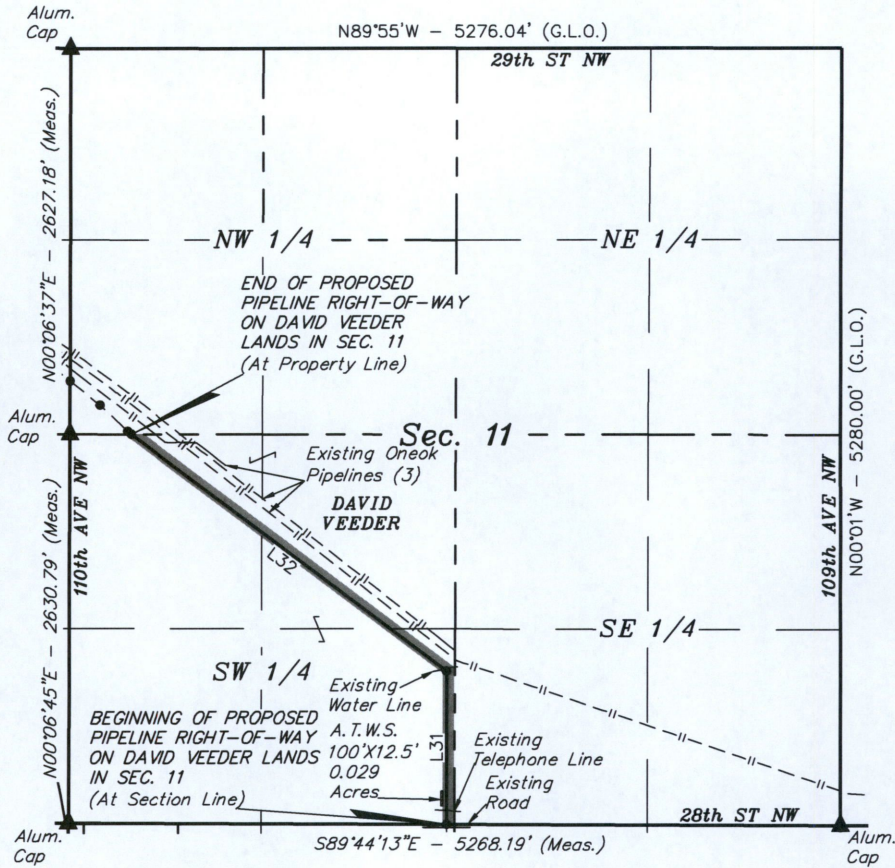 Alum.
Cap
N89°55'W - 5276.04' (G.L.O.)
29th ST NW
N00°06'37"E - 2627.18' (Meas.)
NW 1/4
NE 1/4
END OF PROPOSED
PIPELINE RIGHT-OF-WAY
ON DAVID VEEDER
LANDS IN SEC. 11
(At Property Line)
Alum.
Cap
Sec. 11
Existing Oneok
Pipelines (3)
DAVID
VEEDER
110th AVE NW
109th AVE NW
N00°01'W - 5280.00' (G.L.O.)
L32
N00°06'45"E - 2630.79' (Meas.)
SW 1/4
SE 1/4
Existing
Water Line
BEGINNING OF PROPOSED
PIPELINE RIGHT-OF-WAY
ON DAVID VEEDER LANDS
IN SEC. 11
(At Section Line)
A.T.W.S.
100'X12.5'
0.029
Acres
L31
Existing
Telephone Line
Existing
Road
28th ST NW
Alum.
Cap
S89°44'13"E - 5268.19' (Meas.)
Alum.
Cap